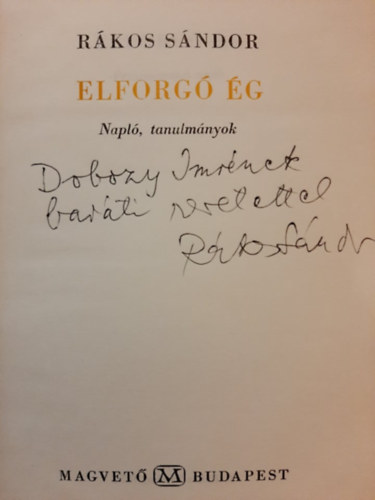 RÁKOS SÁNDOR
ELFORGÓ ÉG
Napló, tanulmányok
Dobozy Imrének
baráti szeretettel
Rákos Sándor
MAGVETŐ M BUDAPEST